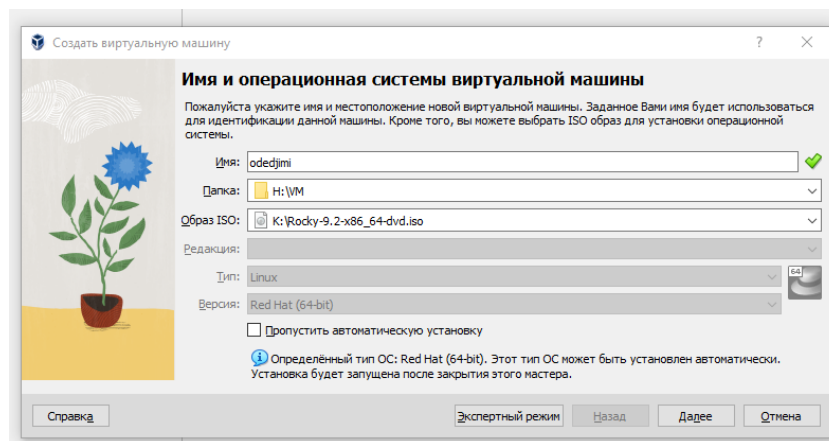 Создать виртуальную машину
Имя и операционная системы виртуальной машины
Пожалуйста укажите имя и местоположение новой виртуальной машины. Заданное Вами имя будет использоваться
для идентификации данной машины. Кроме того, вы можете выбрать ISO образ для установки операционной
системы.
Имя: odedjimi
Папка: H:\VM
Образ ISO: K:\Rocky-9.2-x86_64-dvd.iso
Редакция:
Тип: Linux
64
Версия: Red Hat (64-bit)
Пропустить автоматическую установку
Определённый тип ОС: Red Hat (64-bit). Этот тип ОС может быть установлен автоматически.
Установка будет запущена после закрытия этого мастера.
Справка Экспертный режим Назад Далее Отмена